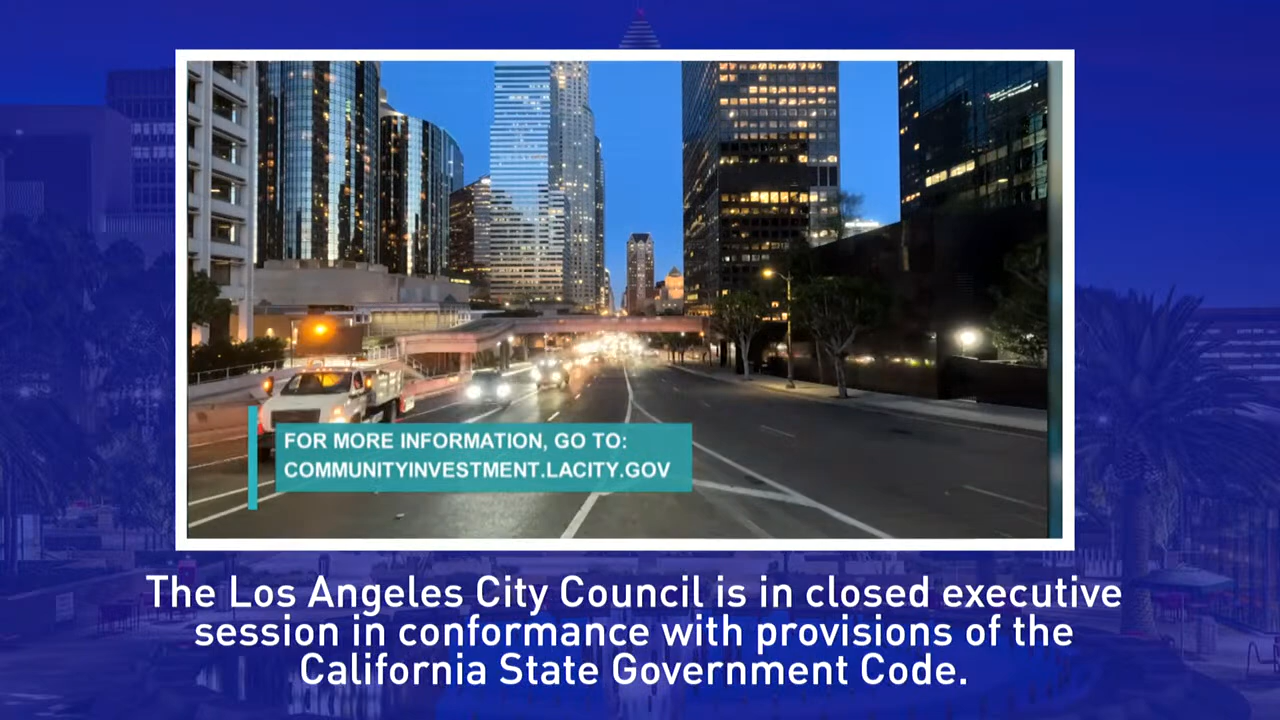 FOR MORE INFORMATION, GO TO:
COMMUNITYINVESTMENT.LACITY.GOV
The Los Angeles City Council is in closed executive
session in conformance with provisions of the
California State Government Code.